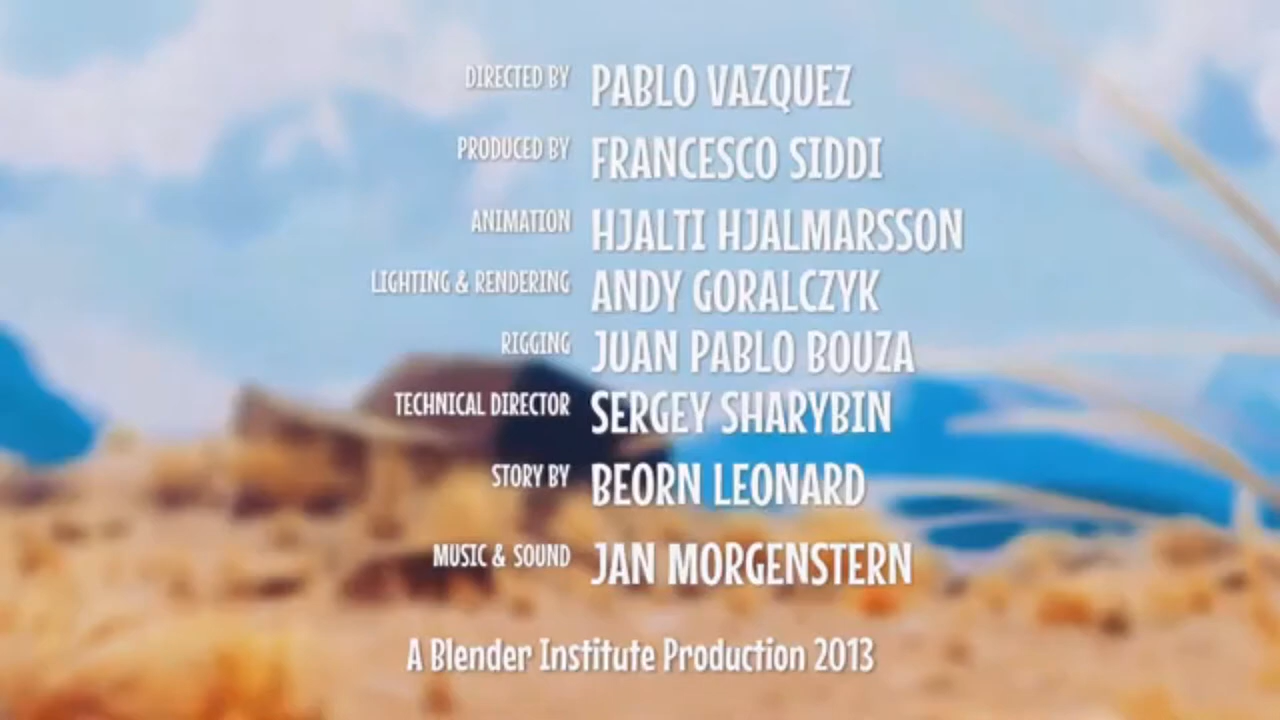 DIRECTED BY PABLO VAZQUEZ
PRODUCED BY FRANCESCO SIDDI
ANIMATION HJALTI HJALMARSSON
LIGHTING & RENDERING ANDY GORALCZYK
RIGGING JUAN PABLO BOUZA
TECHNICAL DIRECTOR SERGEY SHARYBIN
STORY BY BEORN LEONARD
MUSIC & SOUND JAN MORGENSTERN
A Blender Institute Production 2013